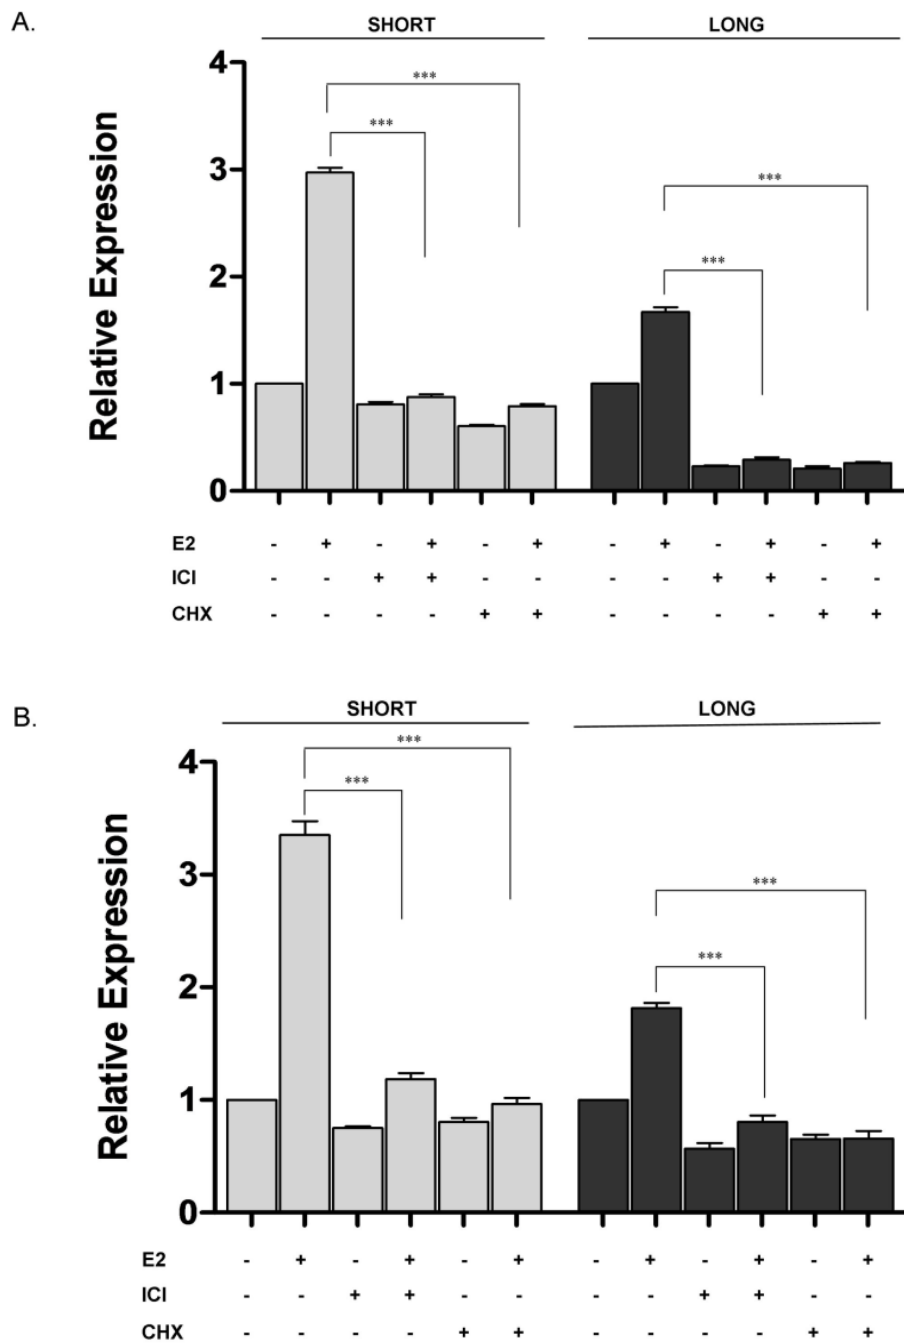 A.
SHORT LONG
4
*** 
***
3
***
2
***
1
0
Relative Expression
E2 - + - + - + - + - + - +
ICI - - + + - - - - + + - -
CHX - - - - + + - - - - + +
B.
SHORT LONG
4
***
***
3
***
***
2
1
0
Relative Expression
E2 - + - + - + - + - + - +
ICI - - + + - - - - + + - -
CHX - - - - + + - - - - + +